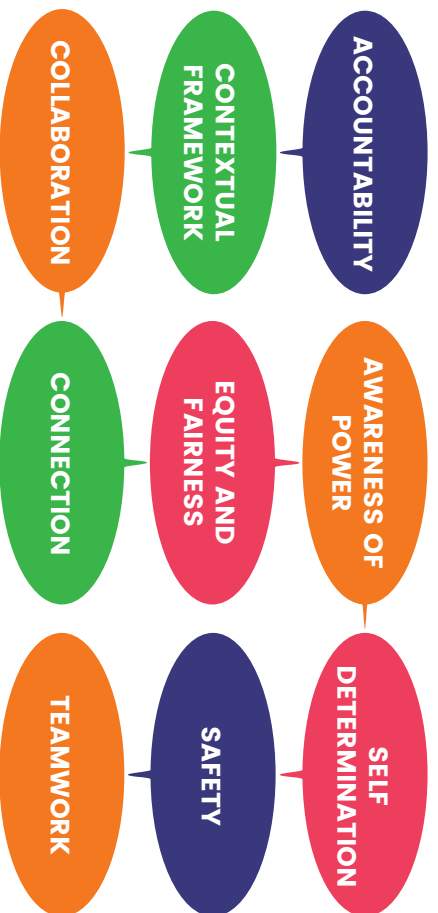 ACCOUNTABILITY
CONTEXTUAL
FRAMEWORK
COLLABORATION
CONNECTION
EQUITY AND
FAIRNESS
AWARENESS OF
POWER
SELF
DETERMINATION
SAFETY
TEAMWORK